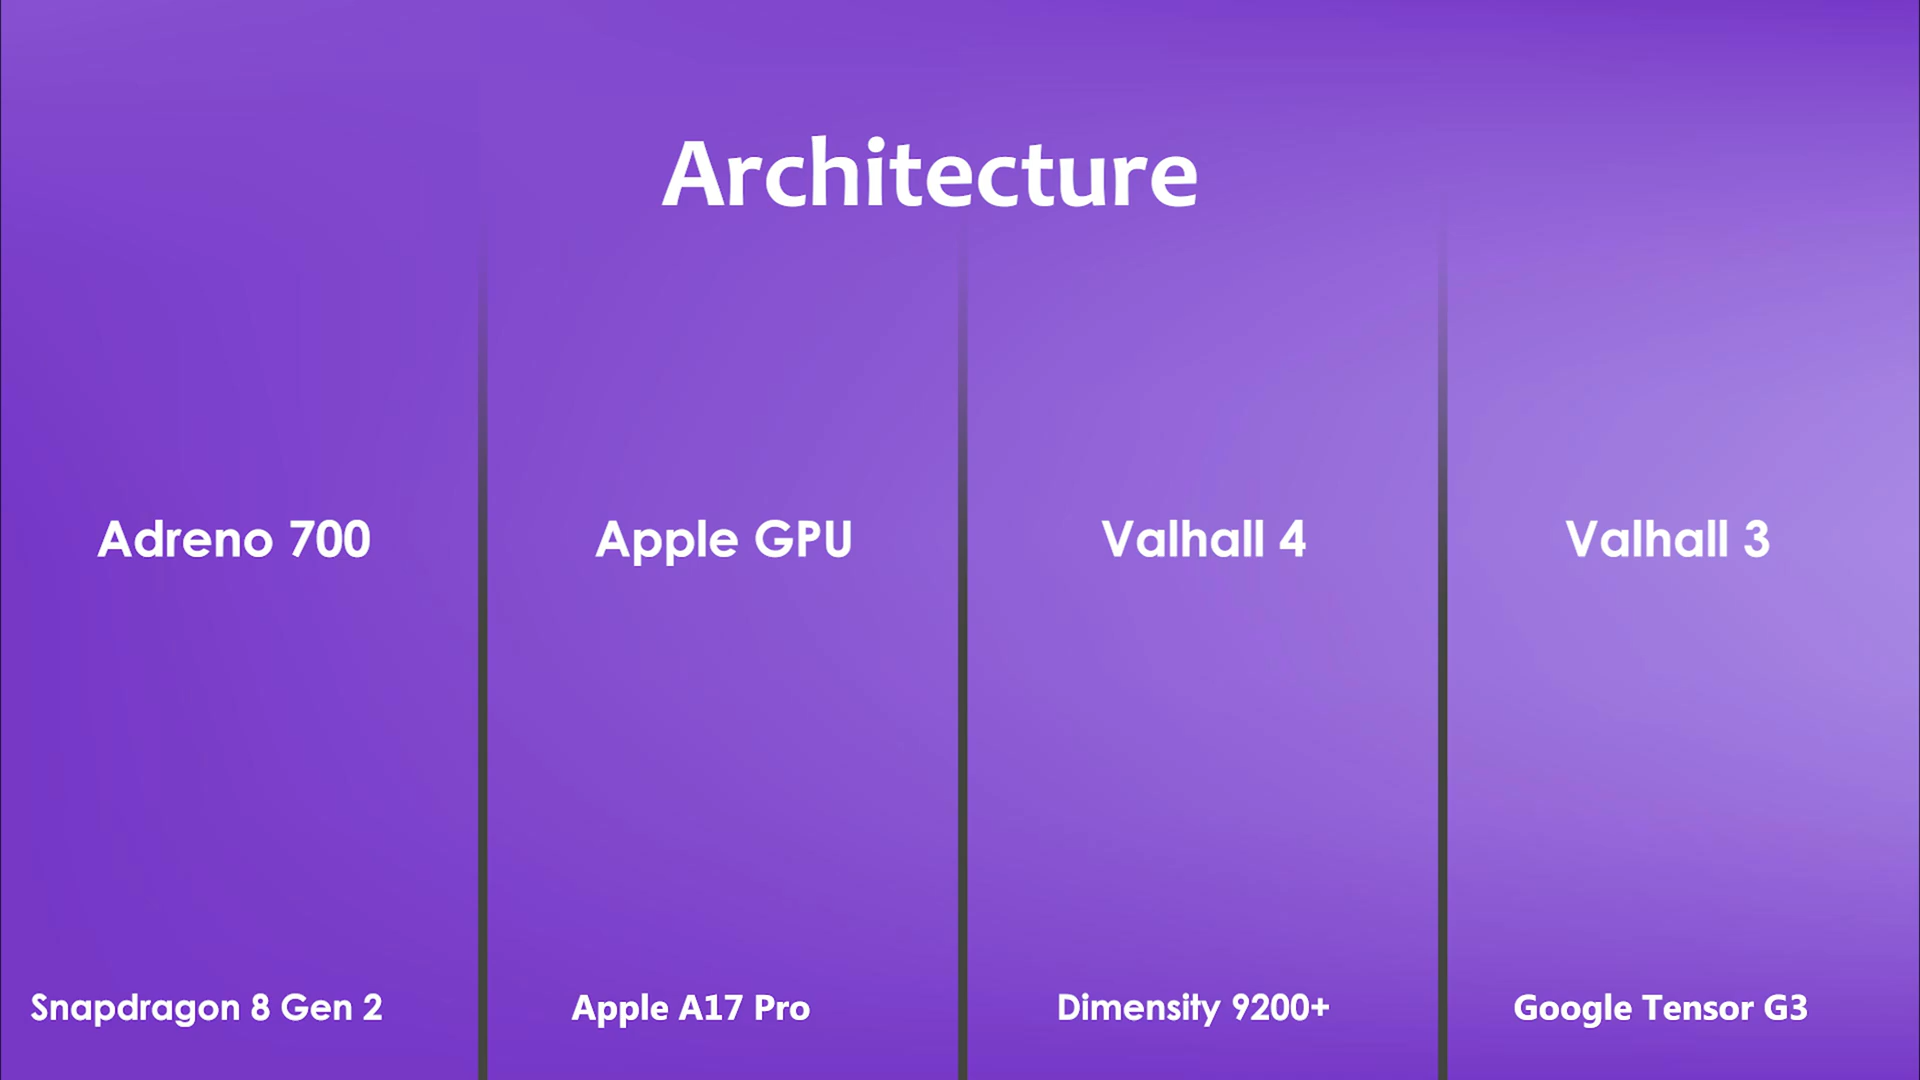 Architecture
Adreno 700
Apple GPU
Valhall 4
Valhall 3
Snapdragon 8 Gen 2
Apple A17 Pro
Dimensity 9200+
Google Tensor G3